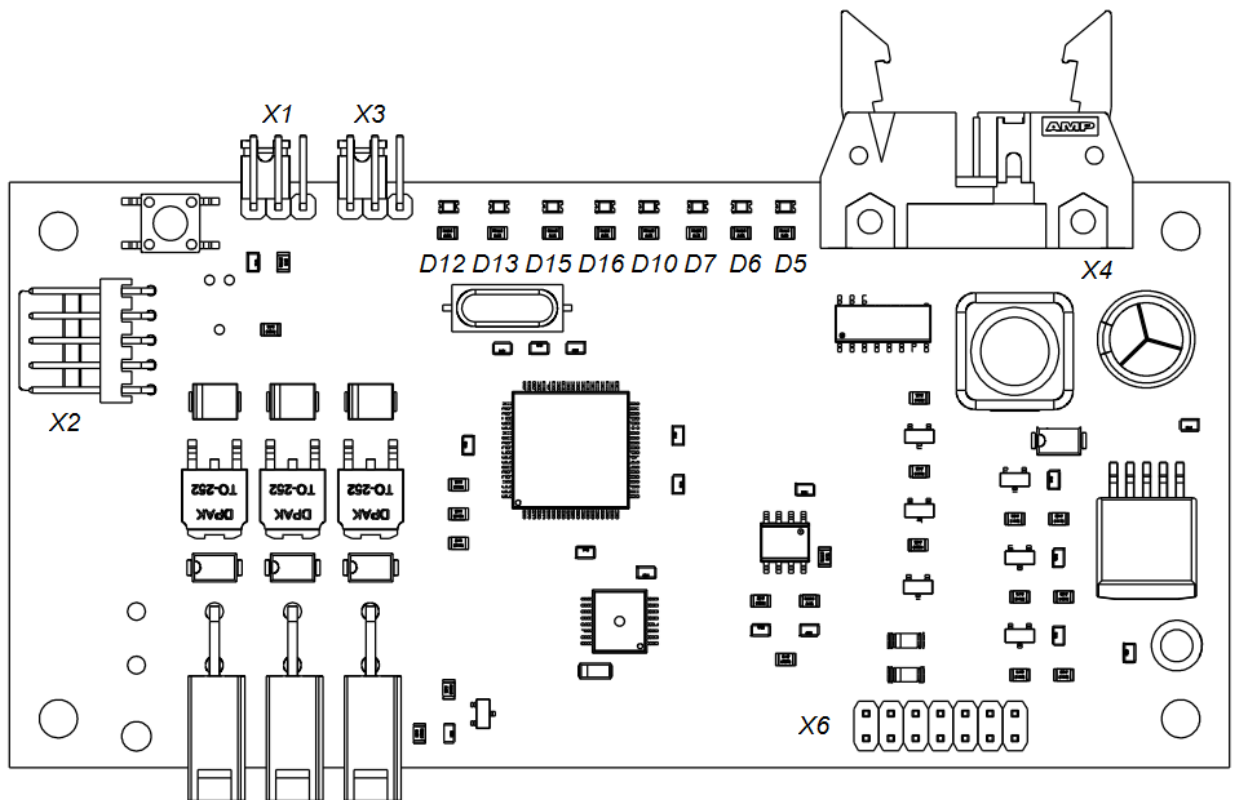 X1 X3
AMP
D12 D13 D15 D16 D10 D7 D6 D5
X4
X2
TO-252 TO-252 TO-252
DPAK DPAK DPAK
X6